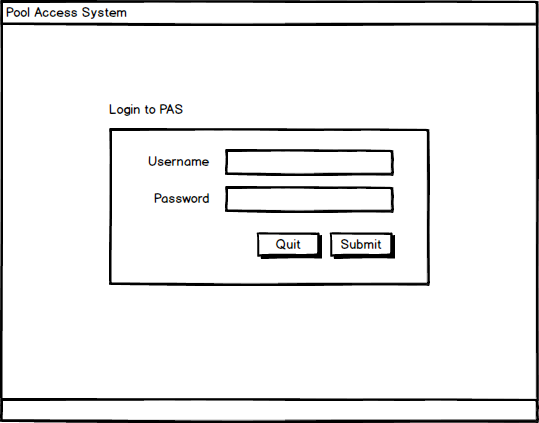 Pool Access System
Login to PAS
Username
Password
Quit Submit